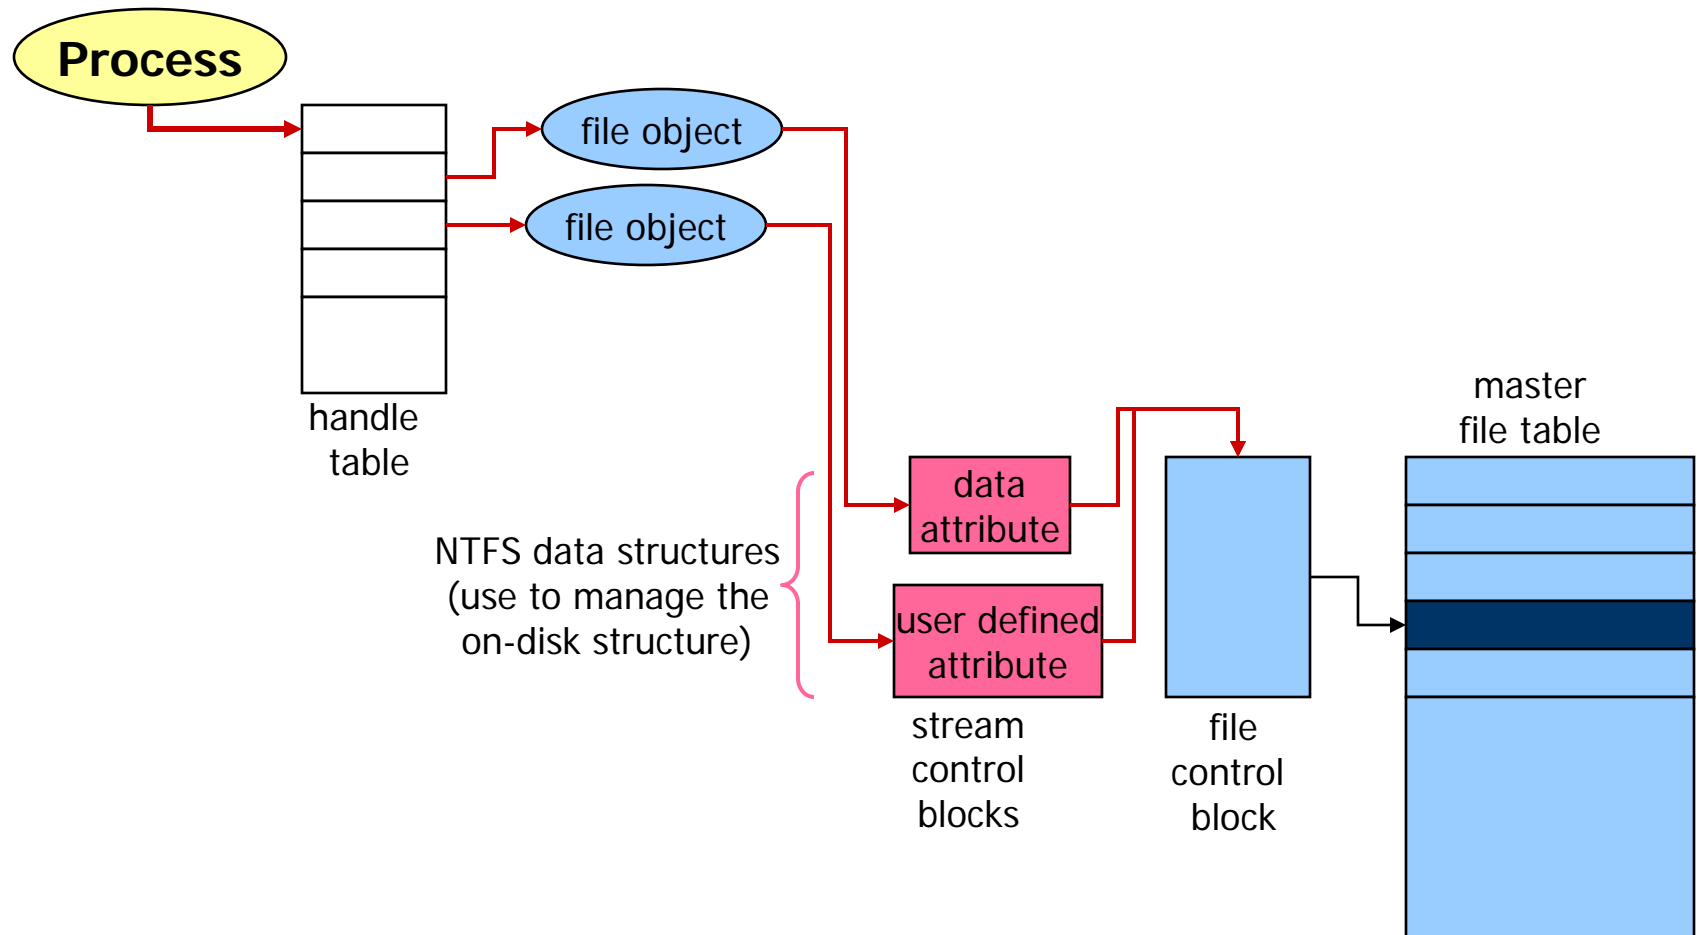 Process
file object
file object
handle
table
master
file table
data
attribute
NTFS data structures
(use to manage the
on-disk structure)
user defined
attribute
stream
control
blocks
file
control
block